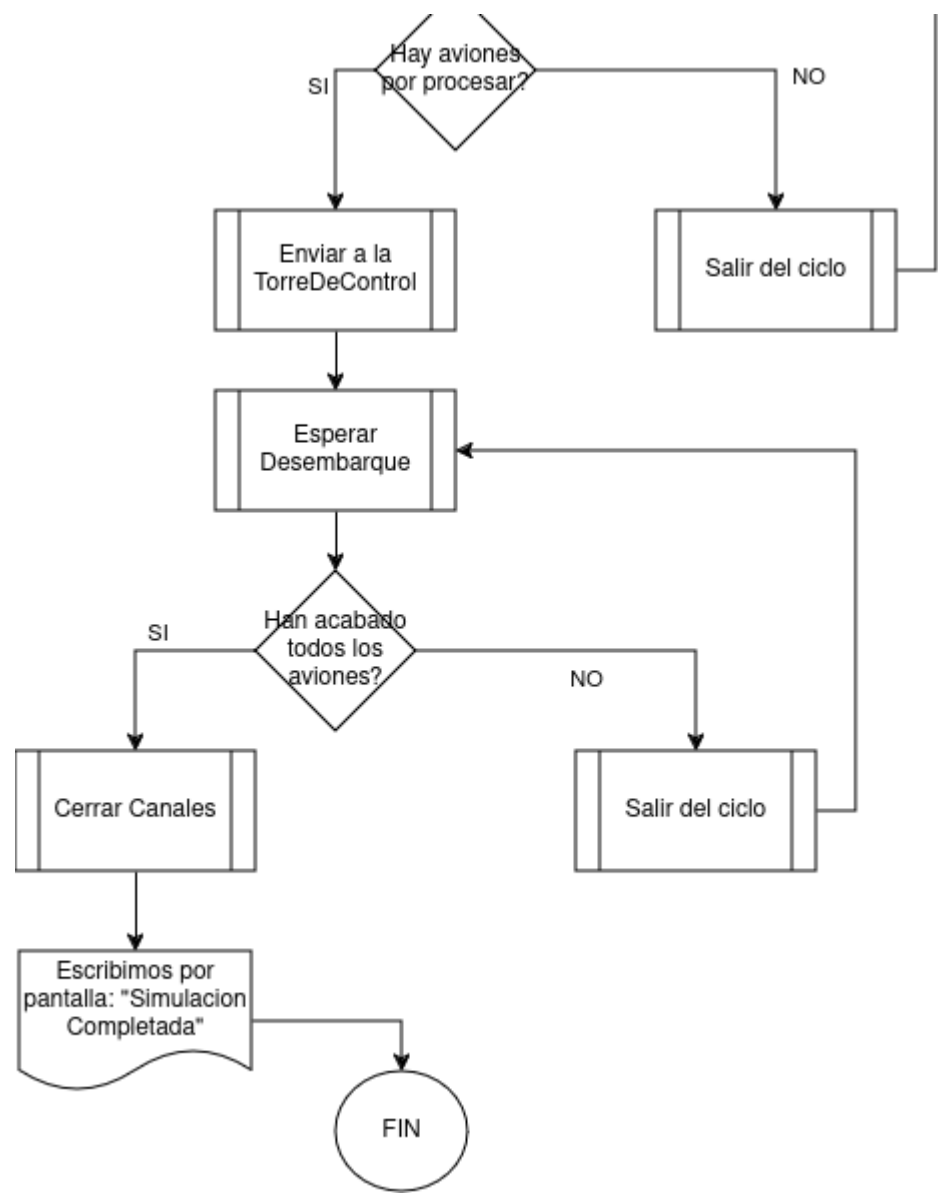 Hay aviones
por procesar?
SI
NO
Enviar a la
TorreDeControl
Salir del ciclo
Esperar
Desembarque
Han acabado
todos los
aviones?
SI
NO
Cerrar Canales
Salir del ciclo
Escribimos por
pantalla: "Simulacion
Completada"
FIN